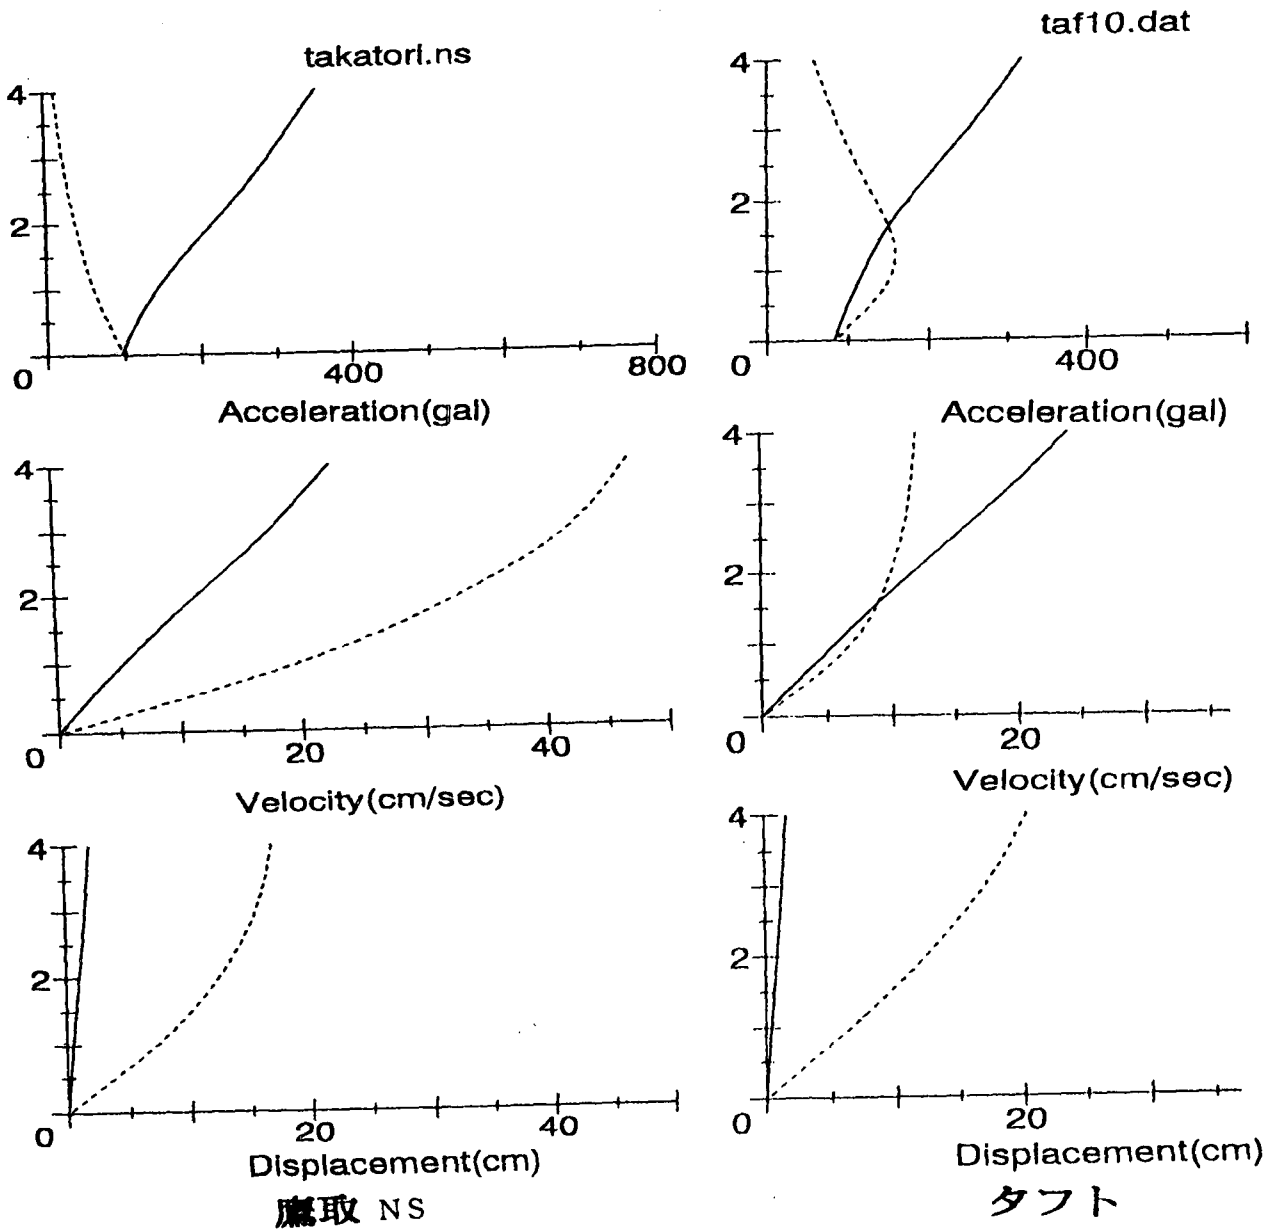 takatori.ns
4
2
0
400
800
Acceleration(gal)
4
2
0
20
40
Velocity(cm/sec)
4
2
0
20
40
Displacement(cm)
鷹取 NS
taf10.dat
4
2
0
400
Acceleration(gal)
4
2
0
20
Velocity(cm/sec)
4
2
0
20
Displacement(cm)
タフト